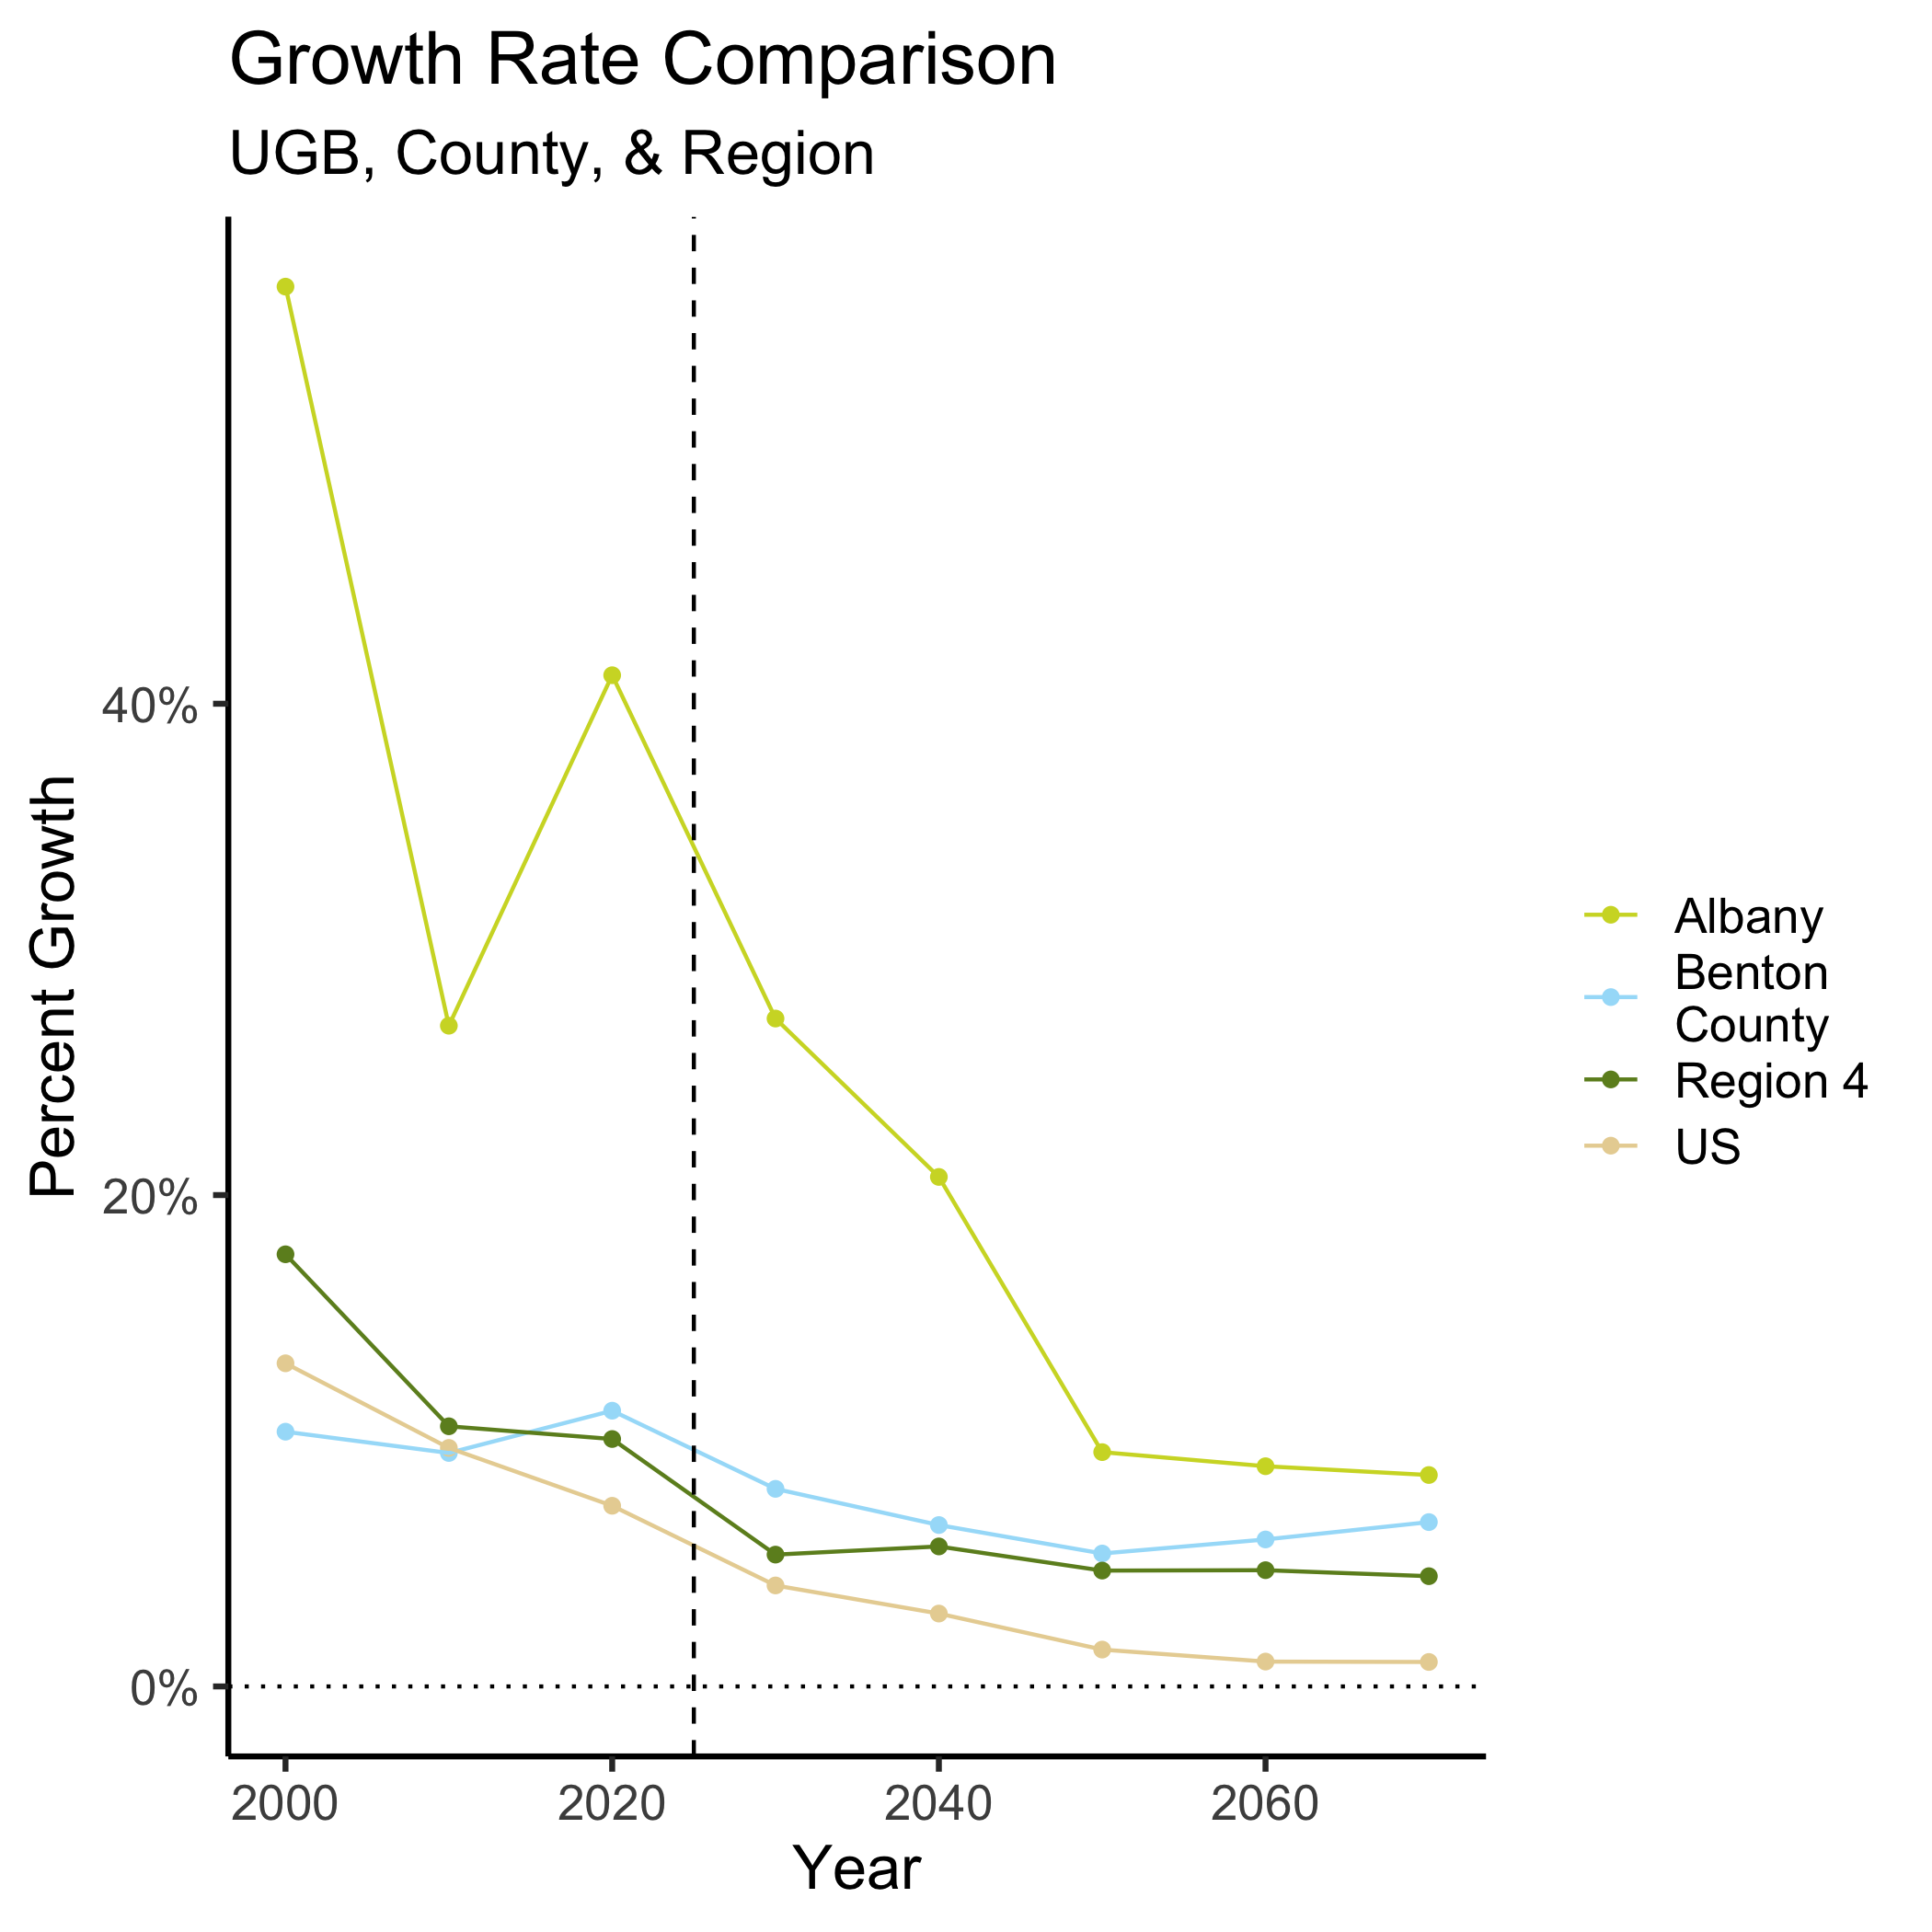 Growth Rate Comparison
UGB, County, & Region
Percent Growth
40%
20%
0%
2000
2020
2040
2060
Year
Albany
Benton
County
Region 4
US